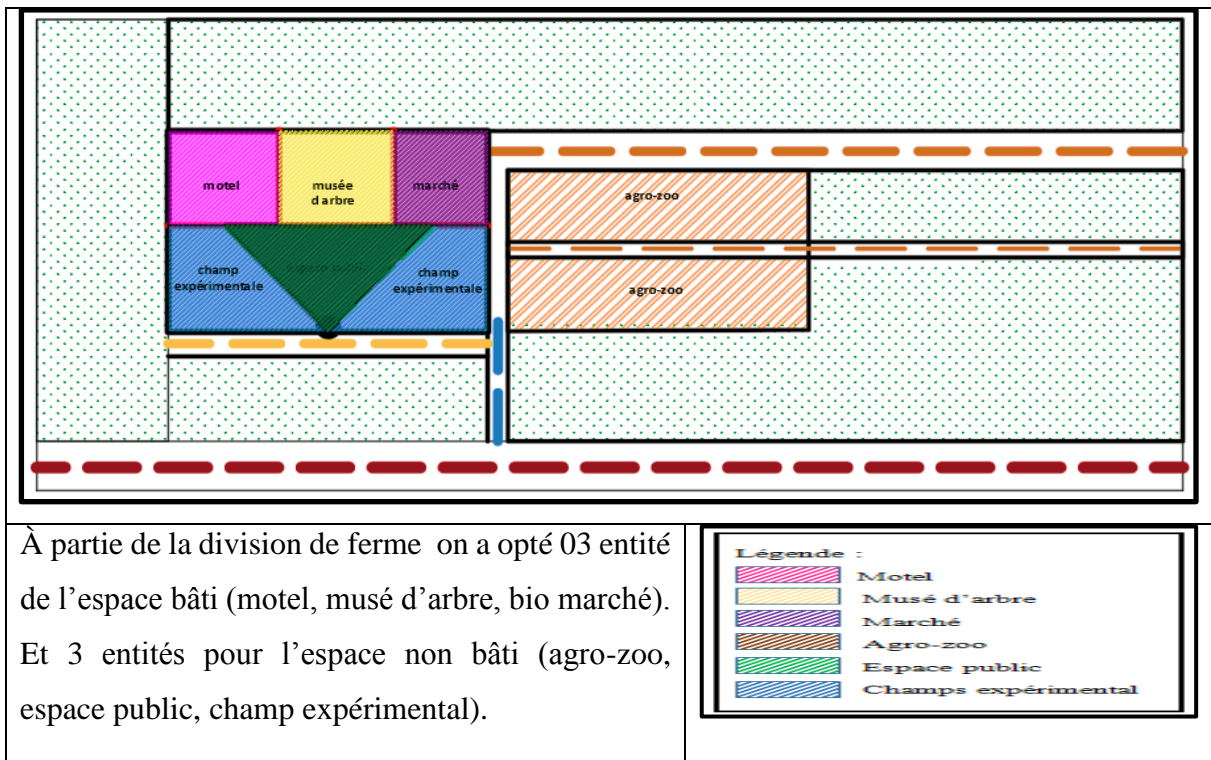 motel
musée
d arbre
marché
agro-zoo
champ
expérimentale
champ
expérimentale
agro-zoo
À partie de la division de ferme on a opté 03 entité
de l’espace bâti (motel, musé d’arbre, bio marché).
Et 3 entités pour l’espace non bâti (agro-zoo,
espace public, champ expérimental).
Légende :
Motel
Musé d’arbre
Marché
Agro-zoo
Espace public
Champs expérimental